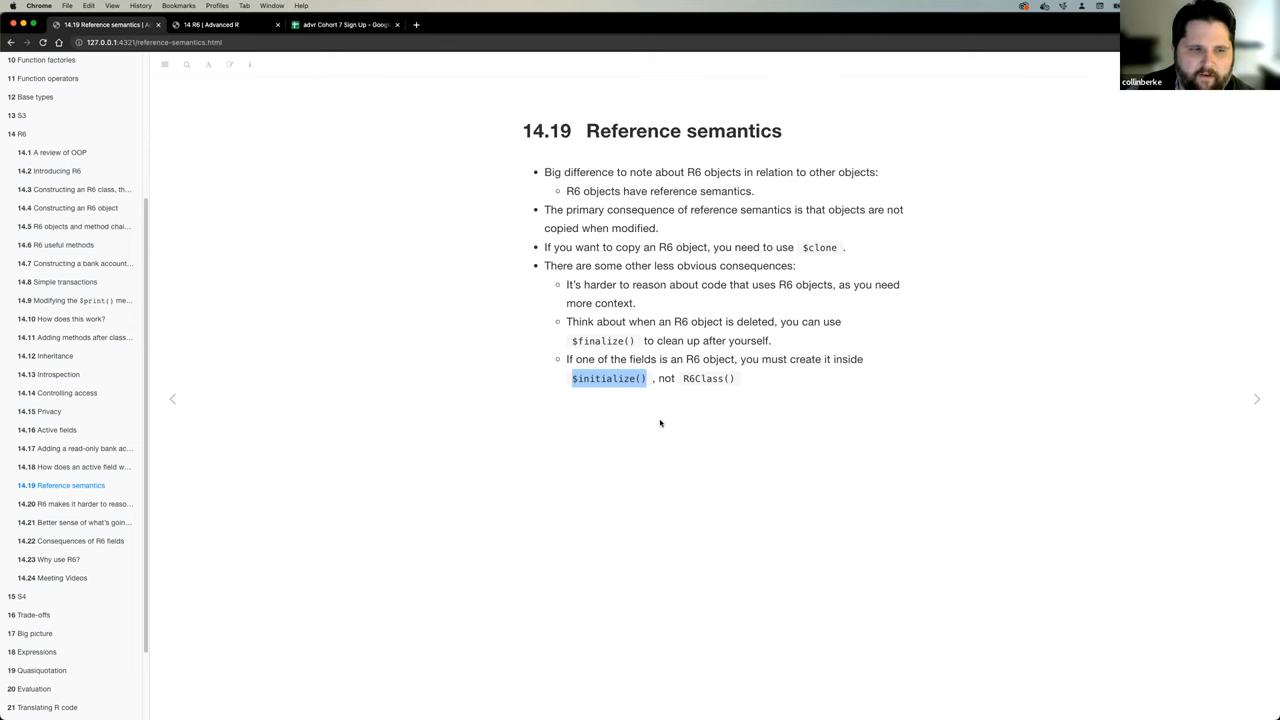 Chrome File Edit View History Bookmarks Profiles Tab Window Help
14.19 Reference semantics | A
14 R6 | Advanced R
advr Cohort 7 Sign Up - Goog
127.0.0.1:4321/reference-semantics.html
collinberke
10 Function factories
11 Function operators
12 Base types
13 S3
14 R6
14.1 A review of OOP
14.2 Introducing R6
14.3 Constructing an R6 class, th...
14.4 Constructing an R6 object
14.5 R6 objects and method chai...
14.6 R6 useful methods
14.7 Constructing a bank account...
14.8 Simple transactions
14.9 Modifying the $print() me...
14.10 How does this work?
14.11 Adding methods after class...
14.12 Inheritance
14.13 Introspection
14.14 Controlling access
14.15 Privacy
14.16 Active fields
14.17 Adding a read-only bank ac...
14.18 How does an active field w...
14.19 Reference semantics
14.20 R6 makes it harder to reaso...
14.21 Better sense of what's goin...
14.22 Consequences of R6 fields
14.23 Why use R6?
14.24 Meeting Videos
15 S4
16 Trade-offs
17 Big picture
18 Expressions
19 Quasiquotation
20 Evaluation
21 Translating R code
14.19 Reference semantics
• Big difference to note about R6 objects in relation to other objects:
◦ R6 objects have reference semantics.
• The primary consequence of reference semantics is that objects are not
copied when modified.
• If you want to copy an R6 object, you need to use $clone .
• There are some other less obvious consequences:
◦ It's harder to reason about code that uses R6 objects, as you need
more context.
◦ Think about when an R6 object is deleted, you can use
$finalize() to clean up after yourself.
◦ If one of the fields is an R6 object, you must create it inside
$initialize() , not R6Class()